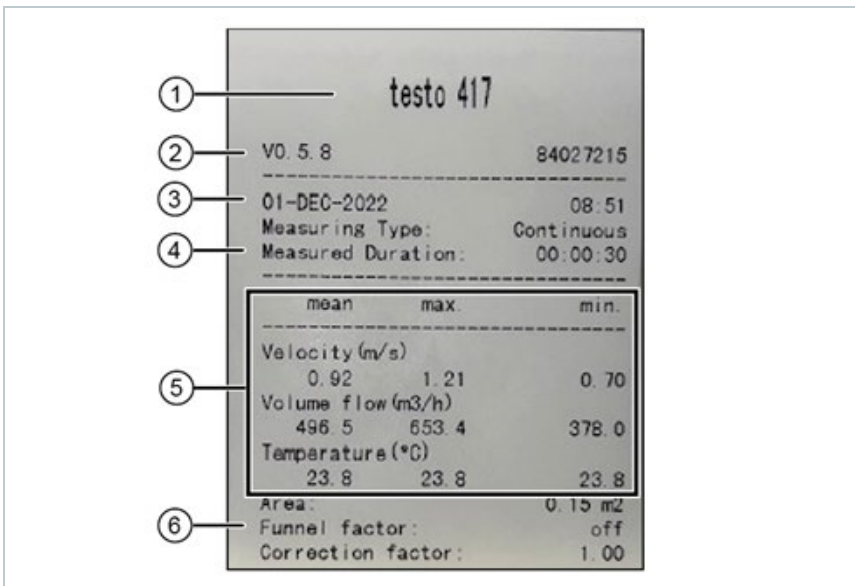 1 testo 417
2 V0.5.8 84027215
3 01-DEC-2022 08:51
Measuring Type: Continuous
4 Measured Duration: 00:00:30
mean max. min.
Velocity(m/s)
0.92 1.21 0.70
5
Volume flow(m3/h)
496.5 653.4 378.0
Temperature(°C)
23.8 23.8 23.8
Area: 0.15 m2
6 Funnel factor: off
Correction factor: 1.00